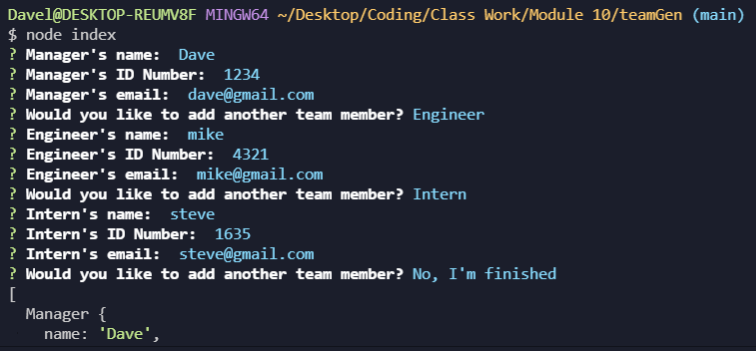 Davel@DESKTOP-REUMV8F MINGW64 ~/Desktop/Coding/Class Work/Module 10/teamGen (main)
$ node index
? Manager's name:  Dave
? Manager's ID Number:  1234
? Manager's email:  dave@gmail.com
? Would you like to add another team member? Engineer
? Engineer's name:  mike
? Engineer's ID Number:  4321
? Engineer's email:  mike@gmail.com
? Would you like to add another team member? Intern
? Intern's name:  steve
? Intern's ID Number:  1635
? Intern's email:  steve@gmail.com
? Would you like to add another team member? No, I'm finished
[
  Manager {
    name: 'Dave',